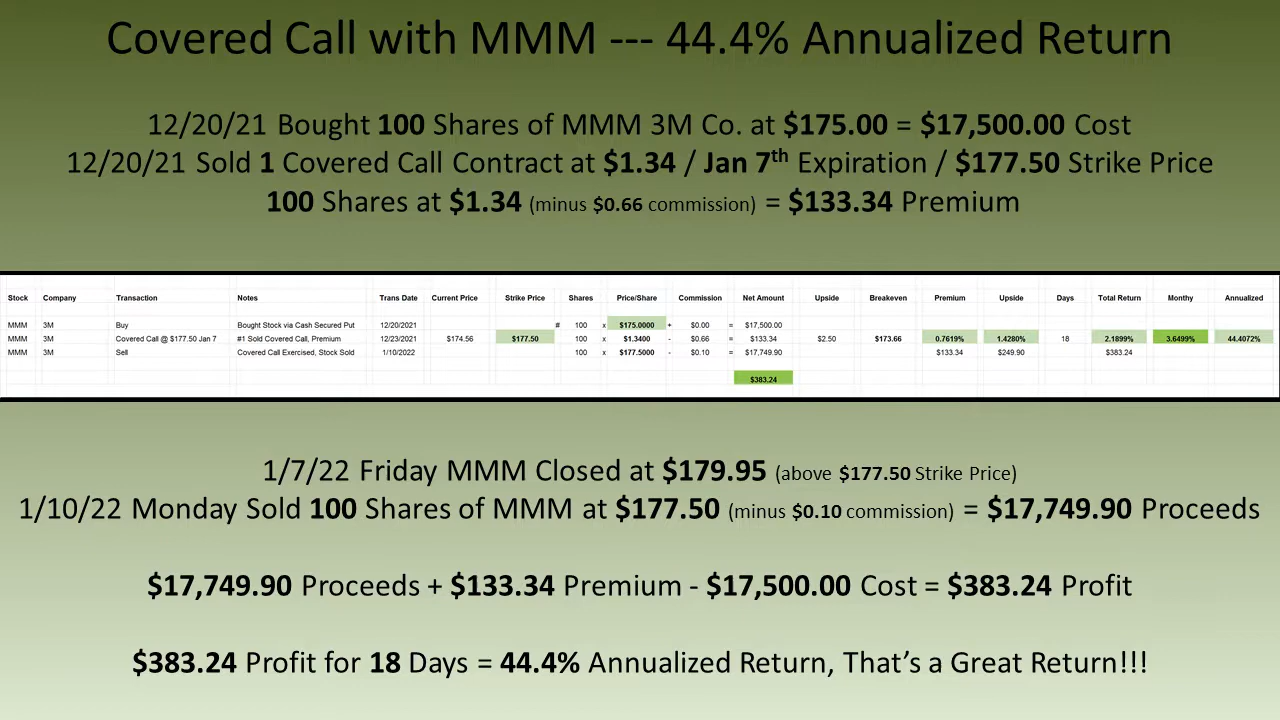 Covered Call with MMM --- 44.4% Annualized Return
12/20/21 Bought 100 Shares of MMM 3M Co. at $175.00 = $17,500.00 Cost
12/20/21 Sold 1 Covered Call Contract at $1.34 / Jan 7th Expiration / $177.50 Strike Price
100 Shares at $1.34 (minus $0.66 commission) = $133.34 Premium
Stock Company Transaction Notes Trans Date Current Price Strike Price Shares Price/Share Commission Net Amount Upside Breakeven Premium Upside Days Total Return Monthy Annualized
MMM 3M Buy Bought Stock via Cash Secured Put 12/20/2021 # 100 x $175.0000 + $0.00 = $17,500.00
MMM 3M Covered Call @ $177.50 Jan 7 #1 Sold Covered Call, Premium 12/23/2021 $174.56 $177.50 100 x $1.3400 - $0.66 = $133.34 $2.50 $173.66 0.7619% 1.4280% 18 2.1899% 3.6499% 44.4072%
MMM 3M Sell Covered Call Exercised, Stock Sold 1/10/2022 100 x $177.5000 - $0.10 = $17,749.90 $133.34 $249.90 $383.24
$383.24
1/7/22 Friday MMM Closed at $179.95 (above $177.50 Strike Price)
1/10/22 Monday Sold 100 Shares of MMM at $177.50 (minus $0.10 commission) = $17,749.90 Proceeds
$17,749.90 Proceeds + $133.34 Premium - $17,500.00 Cost = $383.24 Profit
$383.24 Profit for 18 Days = 44.4% Annualized Return, That's a Great Return!!!